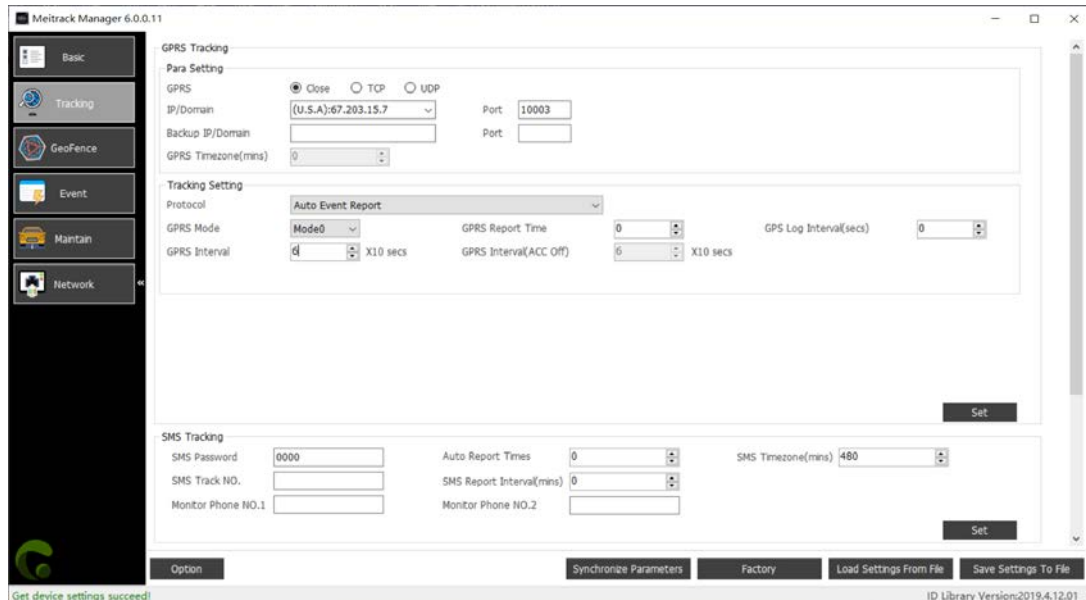 Meitrack Manager 6.0.0.11
Basic
Tracking
GeoFence
Event
Maintain
Network
GPRS Tracking
Para Setting
GPRS Close TCP UDP
IP/Domain (U.S.A):67.203.15.7 Port 10003
Backup IP/Domain Port
GPRS Timezone(mins) 0
Tracking Setting
Protocol Auto Event Report
GPRS Mode Mode0 GPRS Report Time 0 GPS Log Interval(secs) 0
GPRS Interval 6 X10 secs GPRS Interval(ACC Off) 6 X10 secs
Set
SMS Tracking
SMS Password 0000 Auto Report Times 0 SMS Timezone(mins) 480
SMS Track NO. SMS Report Interval(mins) 0
Monitor Phone NO.1 Monitor Phone NO.2
Set
Option Synchronize Parameters Factory Load Settings From File Save Settings To File
Get device settings succeed! ID Library Version:2019.4.12.01